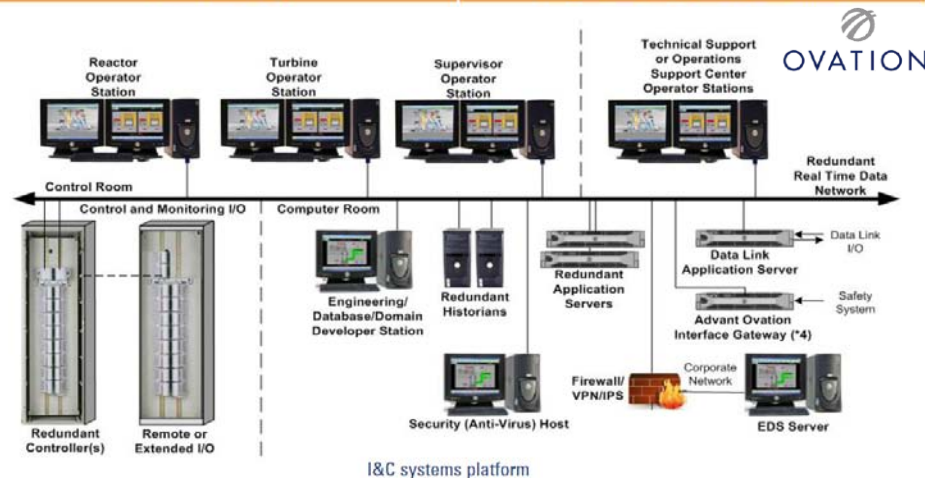 OVATION
Reactor
Operator
Station
Turbine
Operator
Station
Supervisor
Operator
Station
Technical Support
or Operations
Support Center
Operator Stations
Redundant
Real Time Data
Network
Control Room
Control and Monitoring I/O
Computer Room
Engineering/
Database/Domain
Developer Station
Redundant
Historians
Redundant
Application
Servers
Data Link
Application Server
Data Link
I/O
Advant Ovation
Interface Gateway (*4)
Safety
System
Security (Anti-Virus) Host
Firewall/
VPN/IPS
Corporate
Network
EDS Server
Redundant
Controller(s)
Remote or
Extended I/O
I&C systems platform